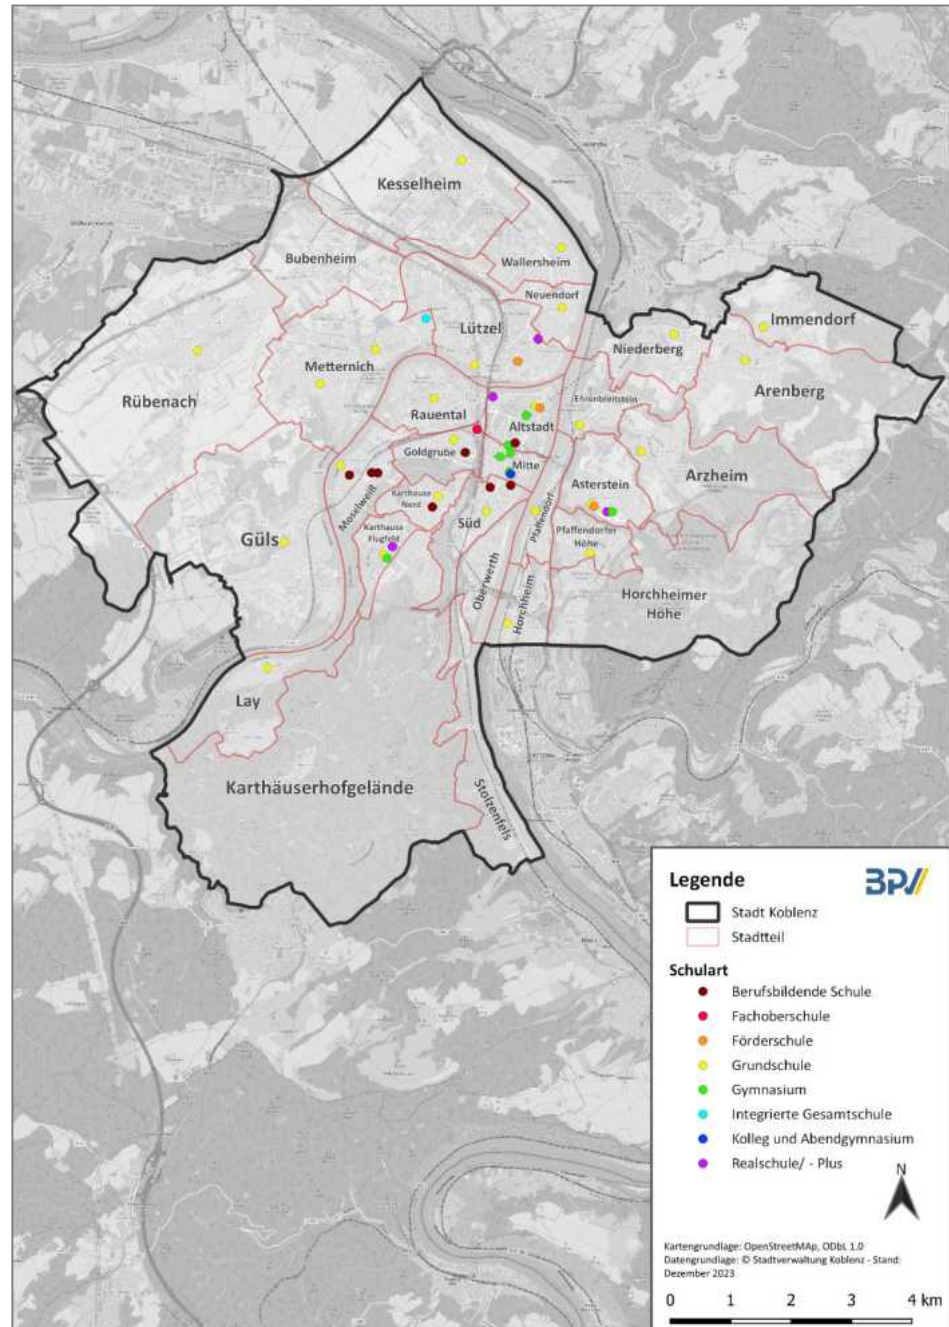 Kesselheim
Bubenheim
Wallersheim
Neuendorf
Immendorf
Lützel
Niederberg
Metternich
Arenberg
Rübenach
Ehrenbreitstein
Rauental
Altstadt
Goldgrube
Arzheim
Mitte
Moselweiß
Asterstein
Karthause
Nord
Süd
Pfaffendorf
Karthause
Flugfeld
Pfaffendorfer
Höhe
Güls
Oberwerth
Horchheim
Horchheimer
Höhe
Lay
Karthäuserhofgelände
Stolzenfels
Legende
BPW
Stadt Koblenz
Stadtteil
Schulart
Berufsbildende Schule
Fachoberschule
Förderschule
Grundschule
Gymnasium
Integrierte Gesamtschule
Kolleg und Abendgymnasium
Realschule/ - Plus
N
Kartengrundlage: OpenStreetMAp, ODbL 1.0
Datengrundlage: © Stadtverwaltung Koblenz - Stand:
Dezember 2023
0 1 2 3 4 km